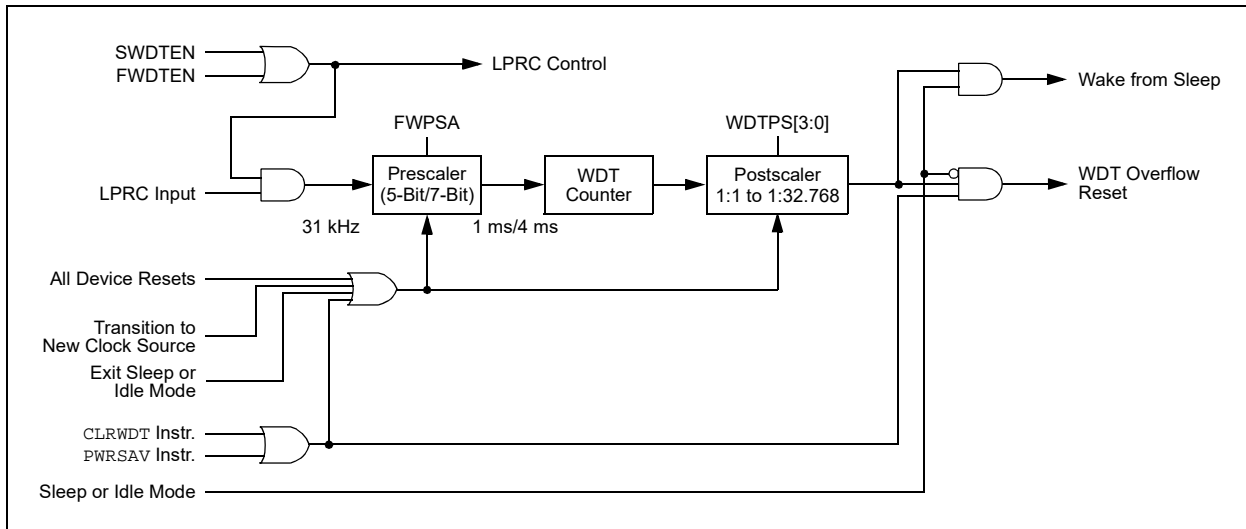 SWDTEN
FWDTEN
LPRC Control
Wake from Sleep
FWPSA
WDTPS[3:0]
LPRC Input
Prescaler
(5-Bit/7-Bit)
WDT
Counter
Postscaler
1:1 to 1:32.768
WDT Overflow
Reset
31 kHz
1 ms/4 ms
All Device Resets
Transition to
New Clock Source
Exit Sleep or
Idle Mode
CLRWDT Instr.
PWRSAV Instr.
Sleep or Idle Mode